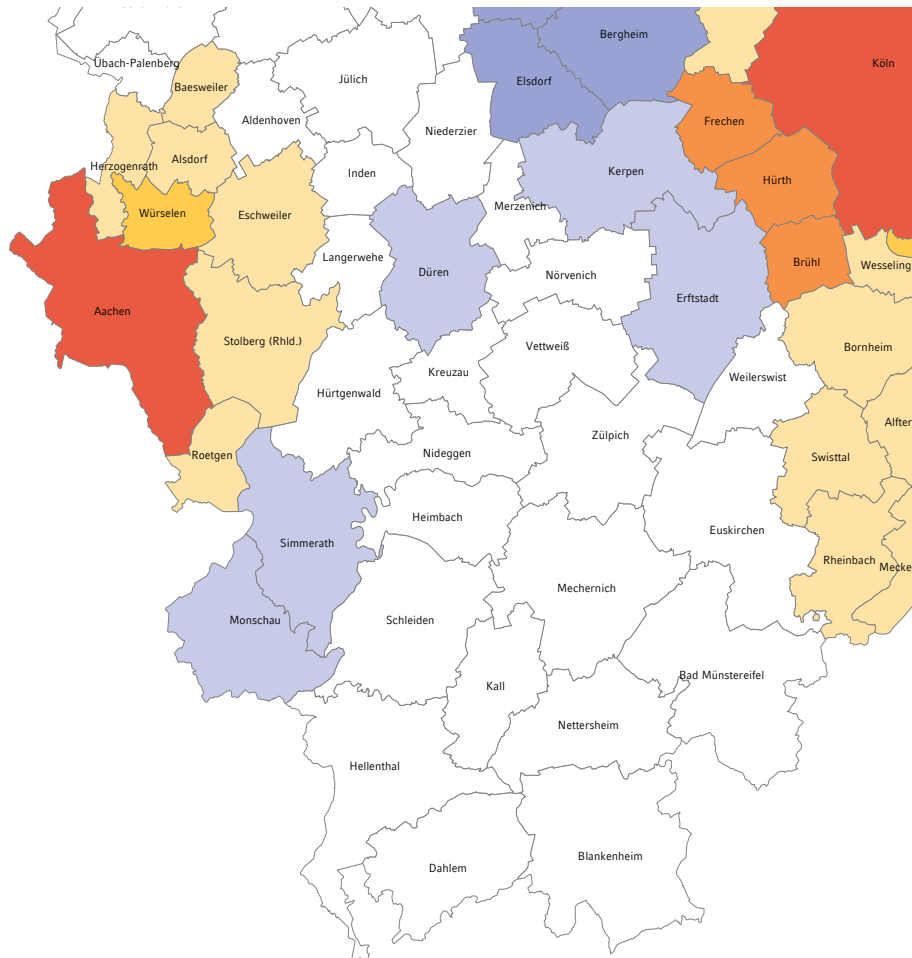 Bergheim
Köln
Übach-Palenberg
Jülich
Elsdorf
Baesweiler
Aldenhoven
Frechen
Niederzier
Herzogenrath
Alsdorf
Inden
Kerpen
Hürth
Würselen
Eschweiler
Merzenich
Langerwehe
Düren
Nörvenich
Brühl
Wesseling
Erftstadt
Aachen
Stolberg (Rhld.)
Vettweiß
Bornheim
Kreuzau
Weilerswist
Hürtgenwald
Alfter
Zülpich
Roetgen
Nideggen
Swisttal
Heimbach
Euskirchen
Simmerath
Rheinbach
Mecke
Mechernich
Monschau
Schleiden
Bad Münstereifel
Kall
Nettersheim
Hellenthal
Blankenheim
Dahlem